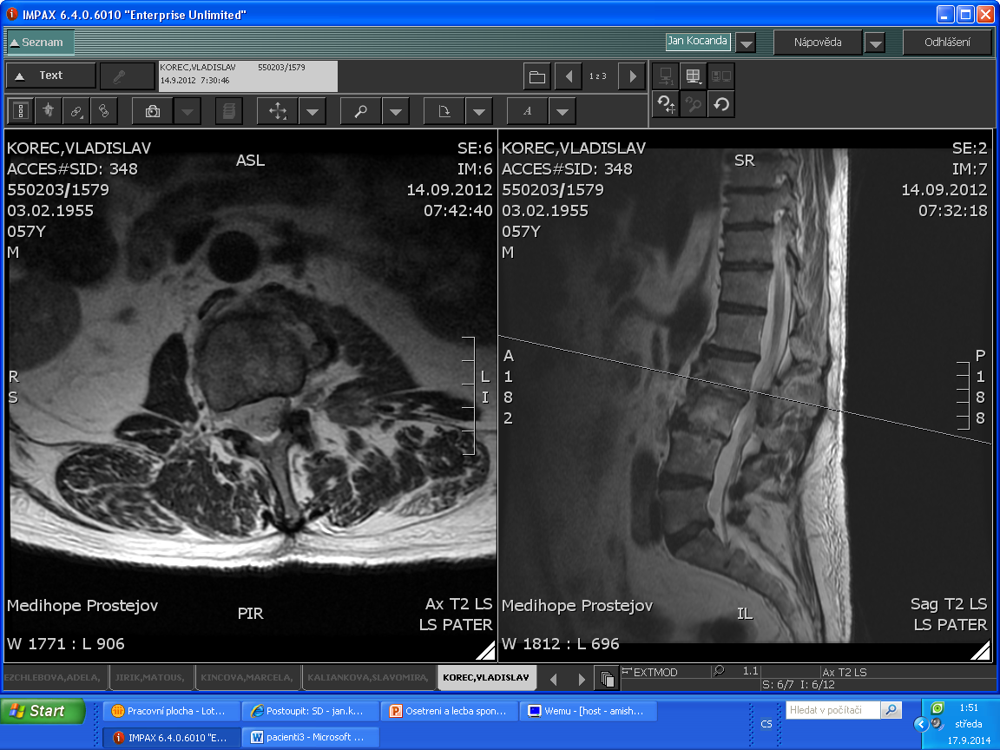 IMPAX 6.4.0.6010 "Enterprise Unlimited"
Seznam
Jan Kocanda
Nápověda
Odhlášení
Text
KOREC,VLADISLAV 550203/1579
14.9.2012 7:30:46
1 z 3
A
KOREC,VLADISLAV
ACCES#SID: 348
550203/1579
03.02.1955
057Y
M
ASL
SE:6
IM:6
14.09.2012
07:42:40
R
S
L
I
Medihope Prostejov
PIR
Ax T2 LS
LS PATER
W 1771 : L 906
KOREC,VLADISLAV
ACCES#SID: 348
550203/1579
03.02.1955
057Y
M
SR
SE:2
IM:7
14.09.2012
07:32:18
A
1
8
2
P
1
8
8
Medihope Prostejov
IL
Sag T2 LS
LS PATER
W 1812 : L 696
EZCHLEBOVA,ADELA,
JIRIK,MATOUS,
KINCOVA,MARCELA,
KALIANKOVA,SLAVOMIRA,
KOREC,VLADISLAV
EXTMOD
1.1
Ax T2 LS
S: 6/7 I: 6/12
Start
Pracovní plocha - Lot...
Postoupit: SD - jan.k...
Osetreni a lecba spon...
Wemu - [host - amish...
IMPAX 6.4.0.6010 "E...
pacienti3 - Microsoft ...
CS
Hledat v počítači
1:51
středa
17.9.2014